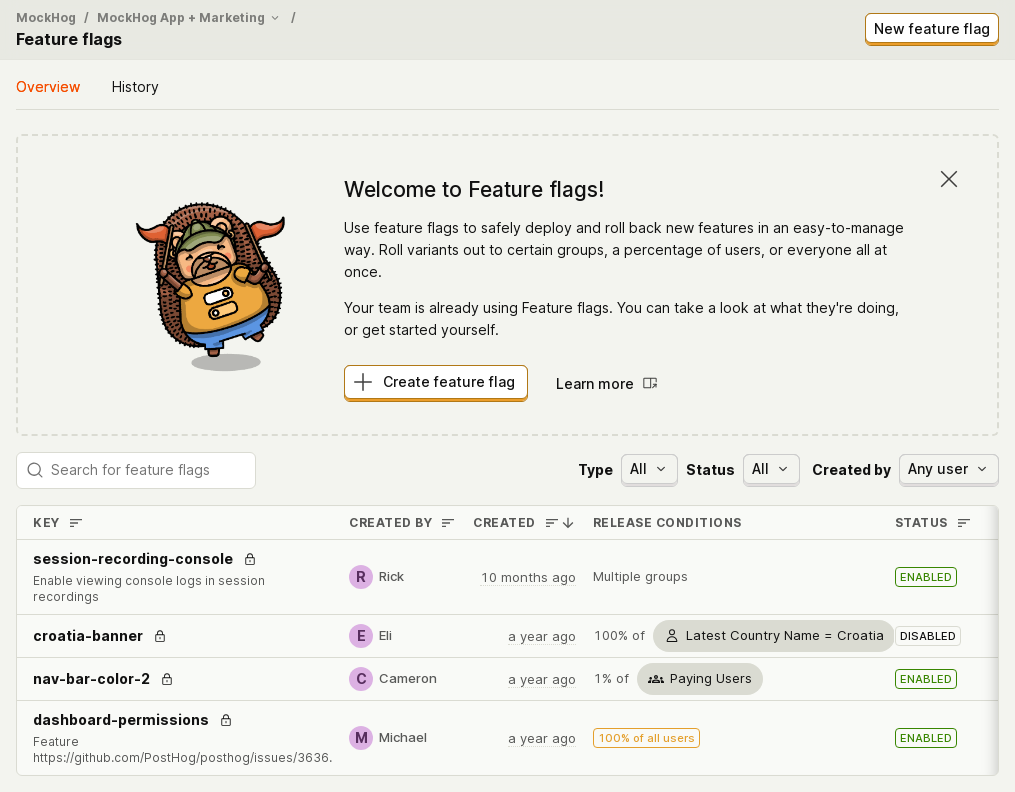 MockHog / MockHog App + Marketing /
Feature flags
New feature flag
Overview
History
Welcome to Feature flags!
Use feature flags to safely deploy and roll back new features in an easy-to-manage
way. Roll variants out to certain groups, a percentage of users, or everyone all at
once.
Your team is already using Feature flags. You can take a look at what they're doing,
or get started yourself.
Create feature flag
Learn more
Search for feature flags
Type All Status All Created by Any user
KEY CREATED BY CREATED RELEASE CONDITIONS STATUS
session-recording-console
Enable viewing console logs in session
recordings
R Rick 10 months ago Multiple groups ENABLED
croatia-banner E Eli a year ago 100% of Latest Country Name = Croatia DISABLED
nav-bar-color-2 C Cameron a year ago 1% of Paying Users ENABLED
dashboard-permissions
Feature
https://github.com/PostHog/posthog/issues/3636.
M Michael a year ago 100% of all users ENABLED